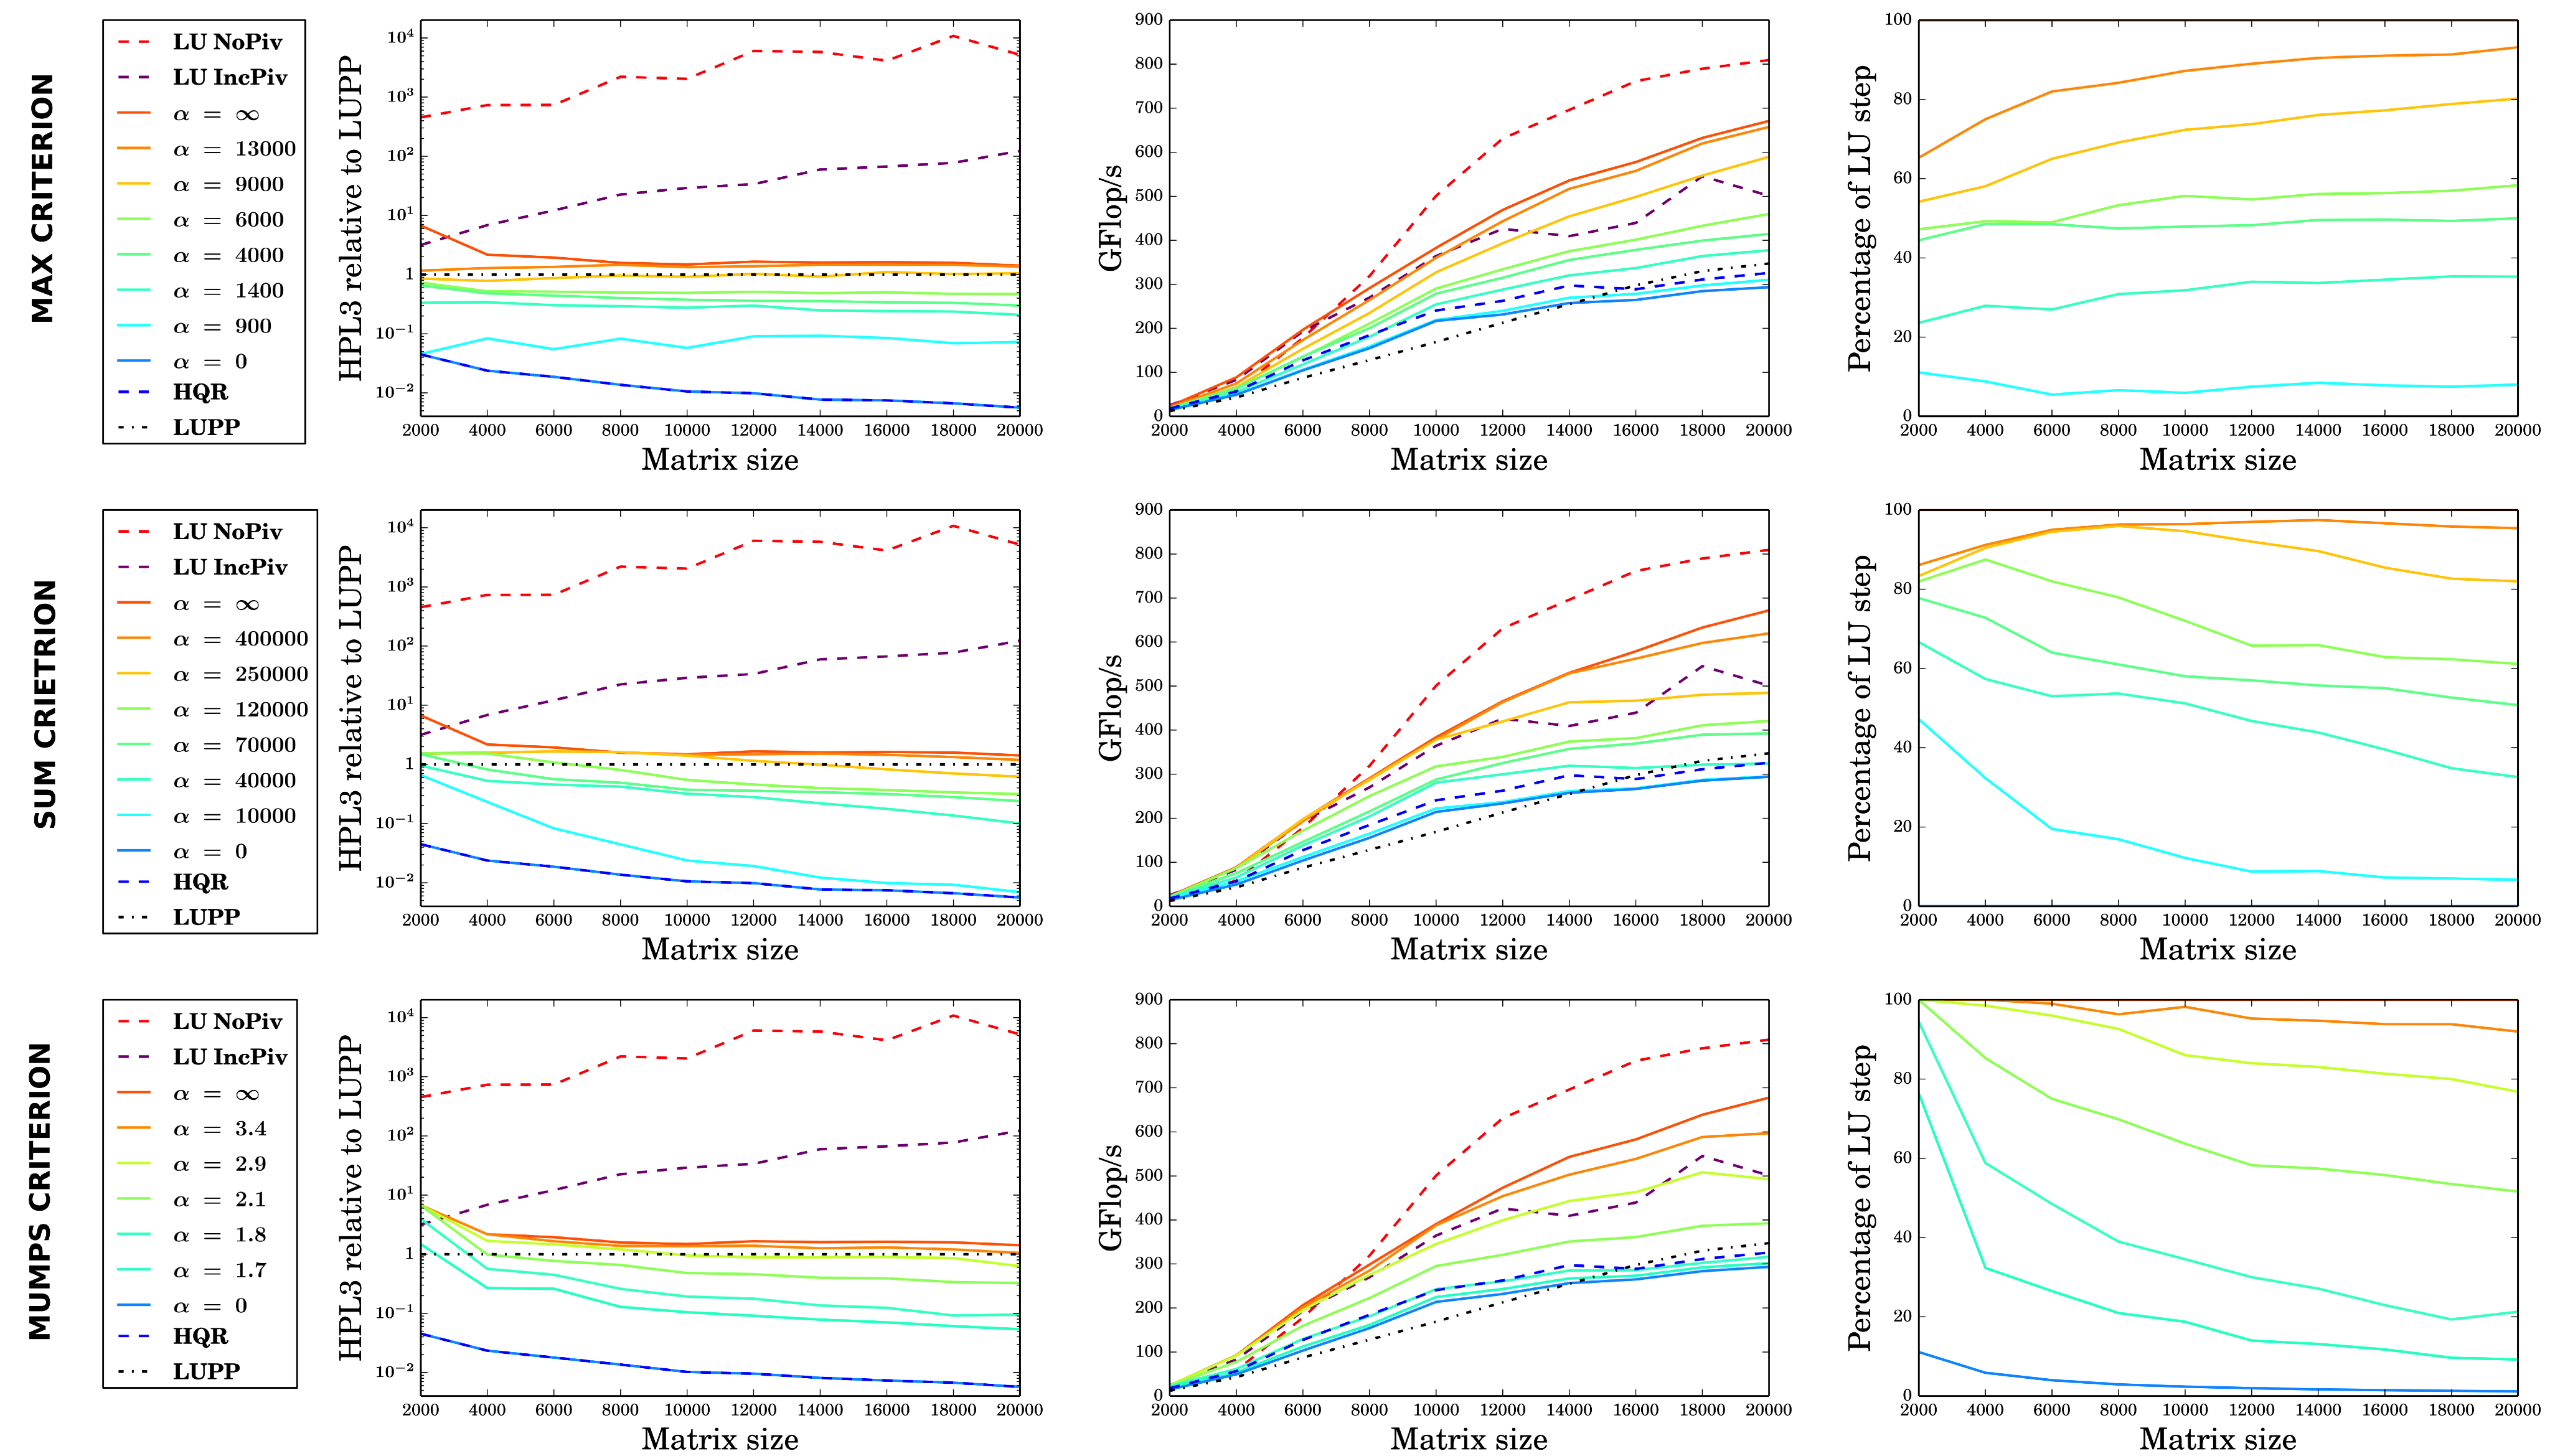 MAX CRITERION
LU NoPiv
LU IncPiv
α = ∞
α = 13000
α = 9000
α = 6000
α = 4000
α = 1400
α = 900
α = 0
HQR
LUPP
HPL3 relative to LUPP
10⁴
10³
10²
10¹
1
10⁻¹
10⁻²
2000 4000 6000 8000 10000 12000 14000 16000 18000 20000
Matrix size
GFlop/s
900
800
700
600
500
400
300
200
100
0
2000 4000 6000 8000 10000 12000 14000 16000 18000 20000
Matrix size
Percentage of LU step
100
80
60
40
20
0
2000 4000 6000 8000 10000 12000 14000 16000 18000 20000
Matrix size
SUM CRIETRION
LU NoPiv
LU IncPiv
α = ∞
α = 400000
α = 250000
α = 120000
α = 70000
α = 40000
α = 10000
α = 0
HQR
LUPP
HPL3 relative to LUPP
10⁴
10³
10²
10¹
1
10⁻¹
10⁻²
2000 4000 6000 8000 10000 12000 14000 16000 18000 20000
Matrix size
GFlop/s
900
800
700
600
500
400
300
200
100
0
2000 4000 6000 8000 10000 12000 14000 16000 18000 20000
Matrix size
Percentage of LU step
100
80
60
40
20
0
2000 4000 6000 8000 10000 12000 14000 16000 18000 20000
Matrix size
MUMPS CRITERION
LU NoPiv
LU IncPiv
α = ∞
α = 3.4
α = 2.9
α = 2.1
α = 1.8
α = 1.7
α = 0
HQR
LUPP
HPL3 relative to LUPP
10⁴
10³
10²
10¹
1
10⁻¹
10⁻²
2000 4000 6000 8000 10000 12000 14000 16000 18000 20000
Matrix size
GFlop/s
900
800
700
600
500
400
300
200
100
0
2000 4000 6000 8000 10000 12000 14000 16000 18000 20000
Matrix size
Percentage of LU step
100
80
60
40
20
0
2000 4000 6000 8000 10000 12000 14000 16000 18000 20000
Matrix size